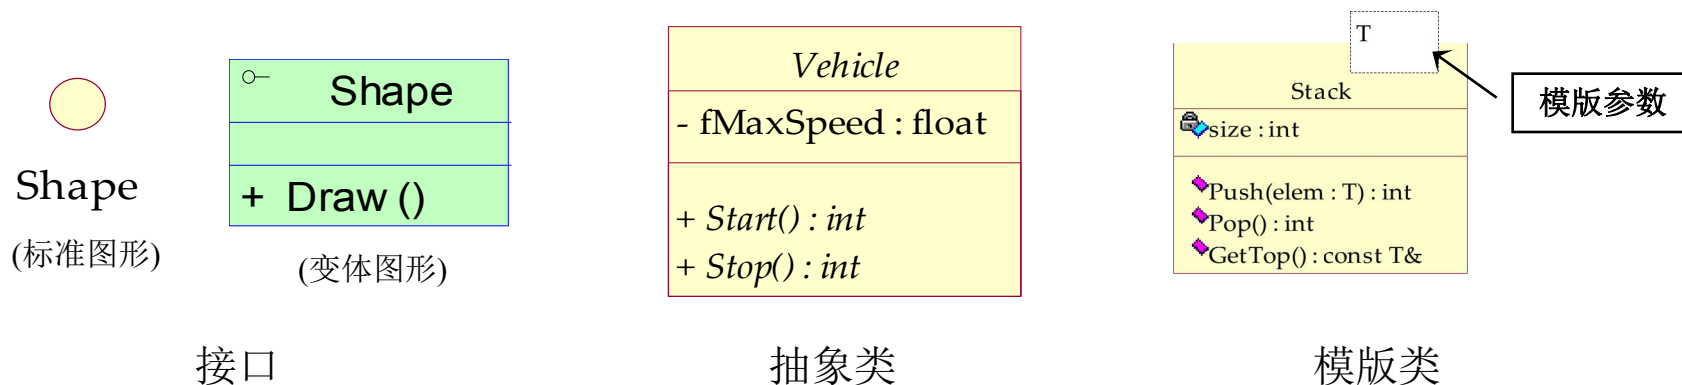 Shape
(标准图形)
Shape
+ Draw ()
(变体图形)
接口
Vehicle
- fMaxSpeed : float
+ Start() : int
+ Stop() : int
抽象类
T
Stack
size : int
Push(elem : T) : int
Pop() : int
GetTop() : const T&
模版参数
模版类